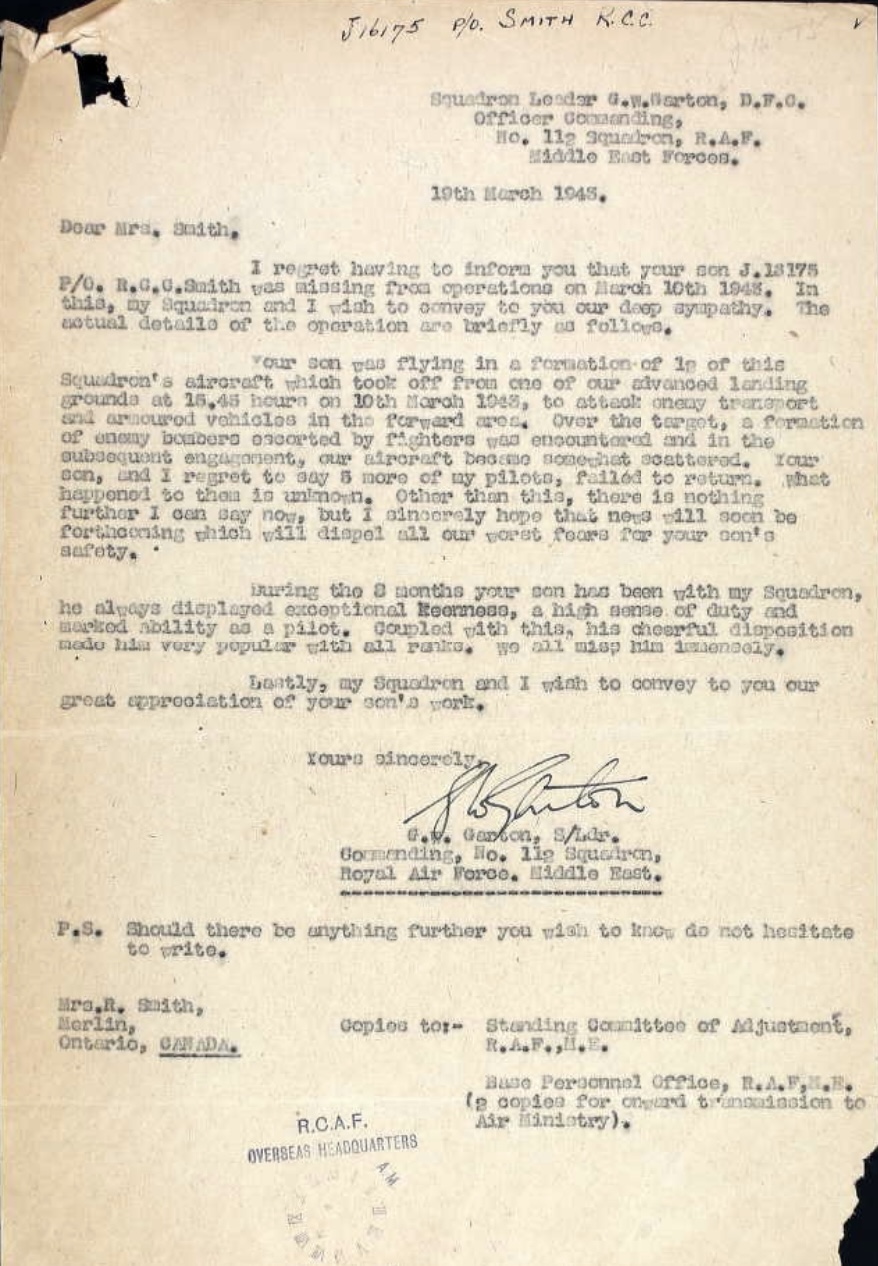 J16175 P/O. SMITH R.C.C.
Squadron Leader G.W.Garton, D.F.C.
Officer Commanding,
No. 112 Squadron, R.A.F.
Middle East Forces.
19th March 1943.
Dear Mrs. Smith,
I regret having to inform you that your son J.16175
P/O. R.C.C.Smith was missing from operations on March 10th 1943. In
this, my Squadron and I wish to convey to you our deep sympathy. The
actual details of the operation are briefly as follows.
Your son was flying in a formation of 12 of this
Squadron's aircraft which took off from one of our advanced landing
grounds at 15,45 hours on 10th March 1943, to attack enemy transport
and armoured vehicles in the forward area. Over the target, a formation
of enemy bombers escorted by fighters was encountered and in the
subsequent engagement, our aircraft became somewhat scattered. Your
son, and I regret to say 5 more of my pilots, failed to return. What
happened to them is unknown. Other than this, there is nothing
further I can say now, but I sincerely hope that news will soon be
forthcoming which will dispel all our worst fears for your son's
safety.
During the months your son has been with my Squadron,
he always displayed exceptional keenness, a high sense of duty and
marked ability as a pilot. Coupled with this, his cheerful disposition
made him very popular with all ranks. We all miss him immensely.
Lastly, my Squadron and I wish to convey to you our
great appreciation of your son's work.
Yours sincerely,
GWGarton
G.W. Garton, S/Ldr.
Commanding, No. 112 Squadron,
Royal Air Force. Middle East.
P.S. Should there be anything further you wish to know do not hesitate
to write.
Mrs.R. Smith,
Merlin,
Ontario, CANADA.
Copies to:- Standing Committee of Adjustment,
R.A.F.,M.E.
Base Personnel Office, R.A.F,M.E.
(2 copies for onward transmission to
Air Ministry).
R.C.A.F.
OVERSEAS HEADQUARTERS
AM